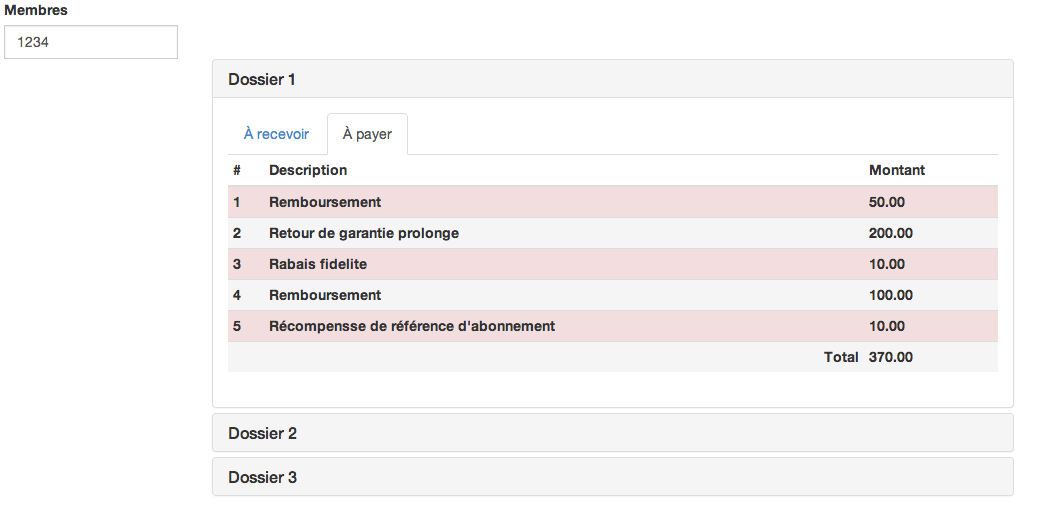 Membres
1234
Dossier 1
À recevoir À payer
# Description Montant
1 Remboursement 50.00
2 Retour de garantie prolonge 200.00
3 Rabais fidelite 10.00
4 Remboursement 100.00
5 Récompensse de référence d'abonnement 10.00
Total 370.00
Dossier 2
Dossier 3